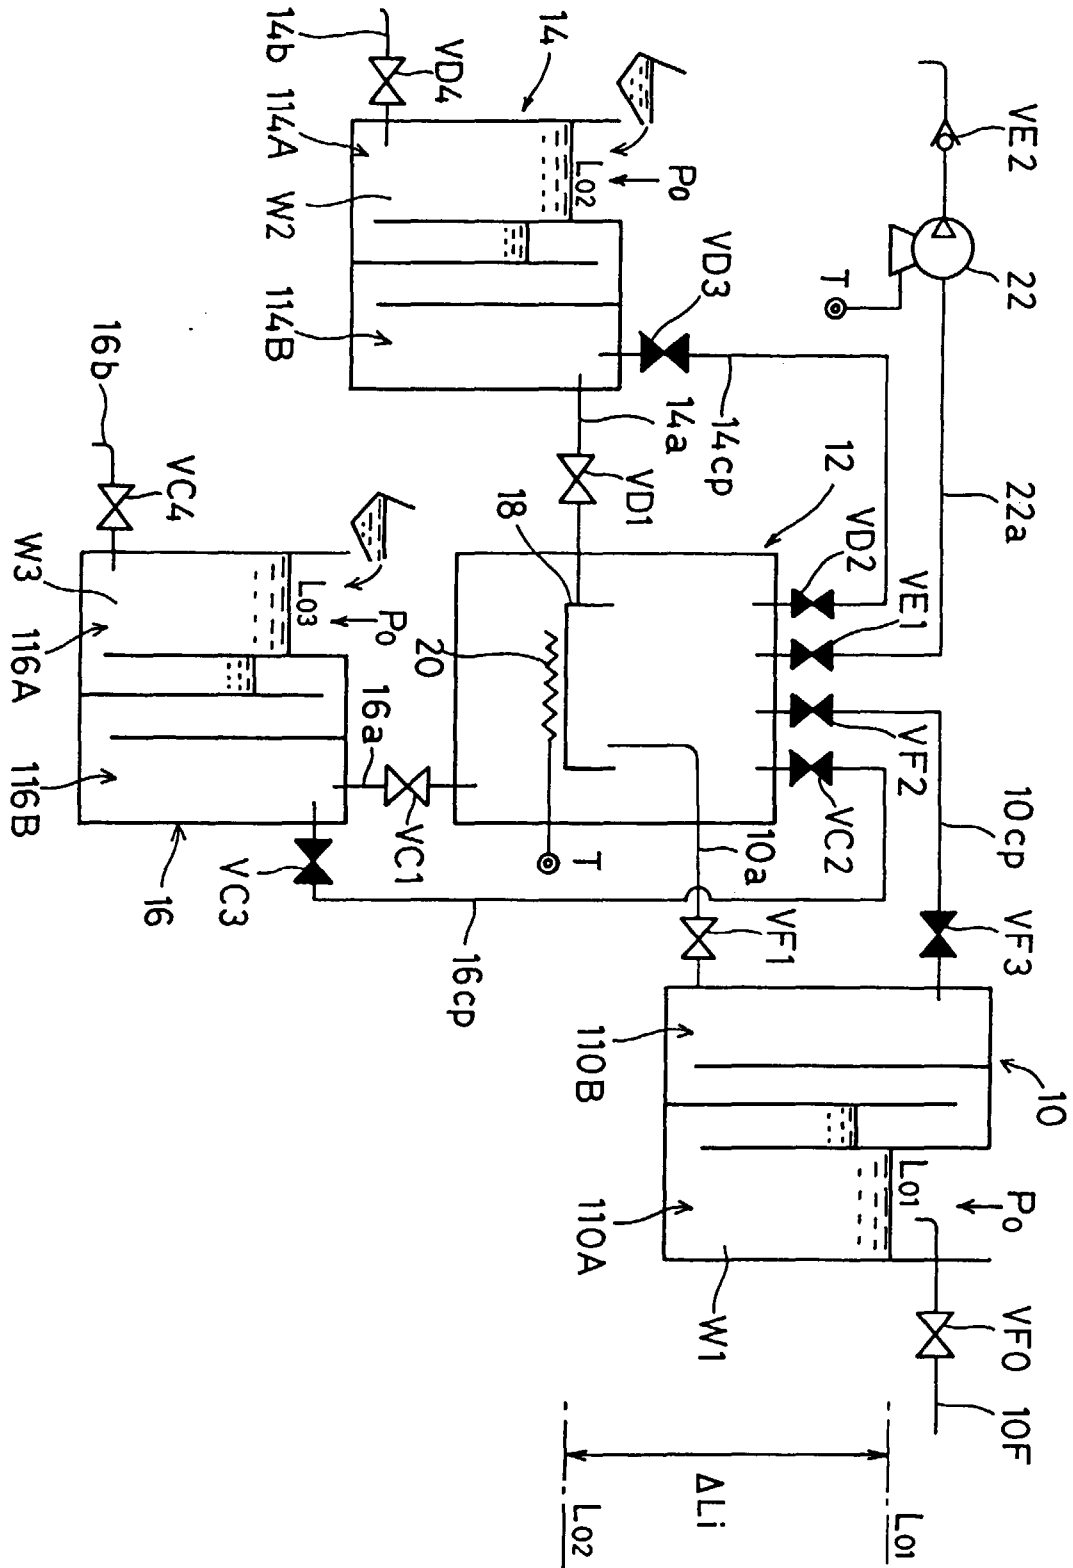 VE2
22
T
22a
14b
VD4
14
114A
W2
114B
L02
P0
VD3
14cp
14a
VD1
12
VD2
VE1
VF2
VC2
10cp
VF3
18
20
T
10a
VF1
16b
VC4
W3
116A
116B
16
L03
P0
16a
VC1
VC3
16cp
10
110B
110A
L01
P0
W1
VF0
10F
ΔLi
L01
L02